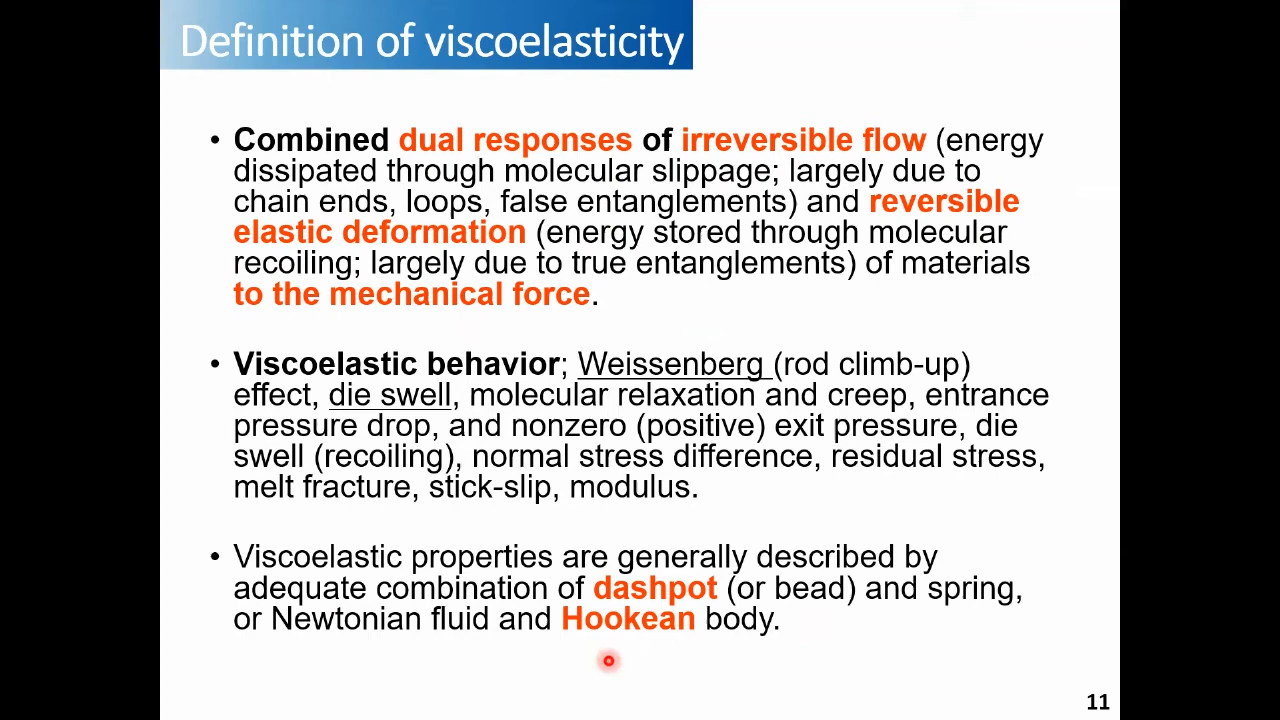 Definition of viscoelasticity
• Combined dual responses of irreversible flow (energy
dissipated through molecular slippage; largely due to
chain ends, loops, false entanglements) and reversible
elastic deformation (energy stored through molecular
recoiling; largely due to true entanglements) of materials
to the mechanical force.
• Viscoelastic behavior; Weissenberg (rod climb-up)
effect, die swell, molecular relaxation and creep, entrance
pressure drop, and nonzero (positive) exit pressure, die
swell (recoiling), normal stress difference, residual stress,
melt fracture, stick-slip, modulus.
• Viscoelastic properties are generally described by
adequate combination of dashpot (or bead) and spring,
or Newtonian fluid and Hookean body.
11